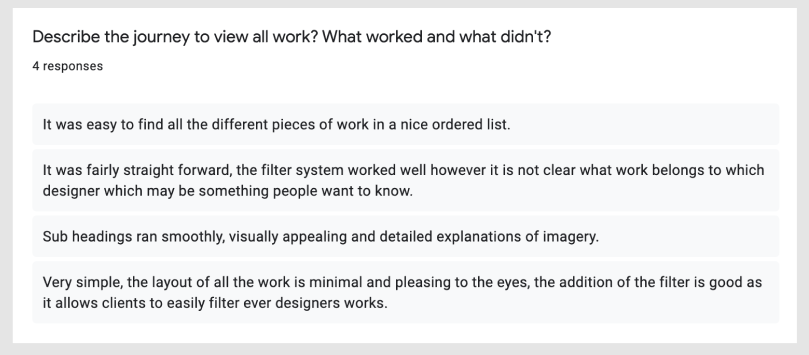 Describe the journey to view all work? What worked and what didn't?
4 responses
It was easy to find all the different pieces of work in a nice ordered list.
It was fairly straight forward, the filter system worked well however it is not clear what work belongs to which
designer which may be something people want to know.
Sub headings ran smoothly, visually appealing and detailed explanations of imagery.
Very simple, the layout of all the work is minimal and pleasing to the eyes, the addition of the filter is good as
it allows clients to easily filter ever designers works.